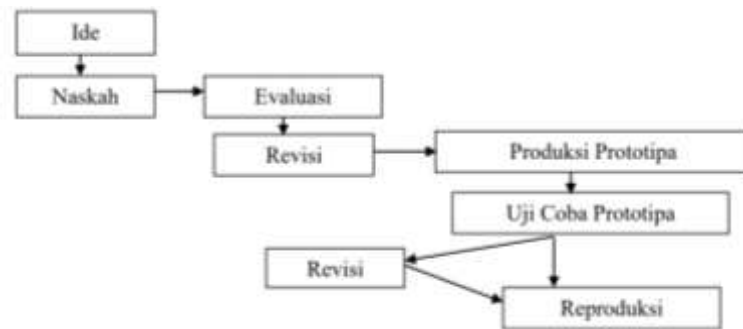 Ide
Naskah
Evaluasi
Revisi
Produksi Prototipa
Uji Coba Prototipa
Revisi
Reproduksi